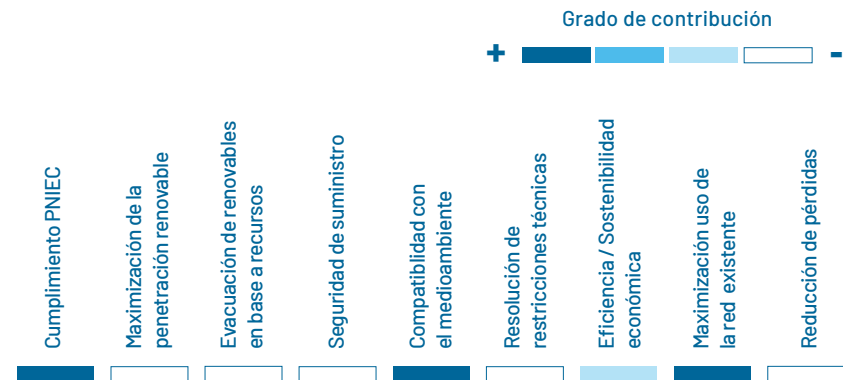 Grado de contribución
+ -
Cumplimiento PNIEC
Maximización de la
penetración renovable
Evacuación de renovables
en base a recursos
Seguridad de suministro
Compatiblidad con
el medioambiente
Resolución de
restricciones técnicas
Eficiencia / Sostenibilidad
económica
Maximización uso de
la red existente
Reducción de pérdidas